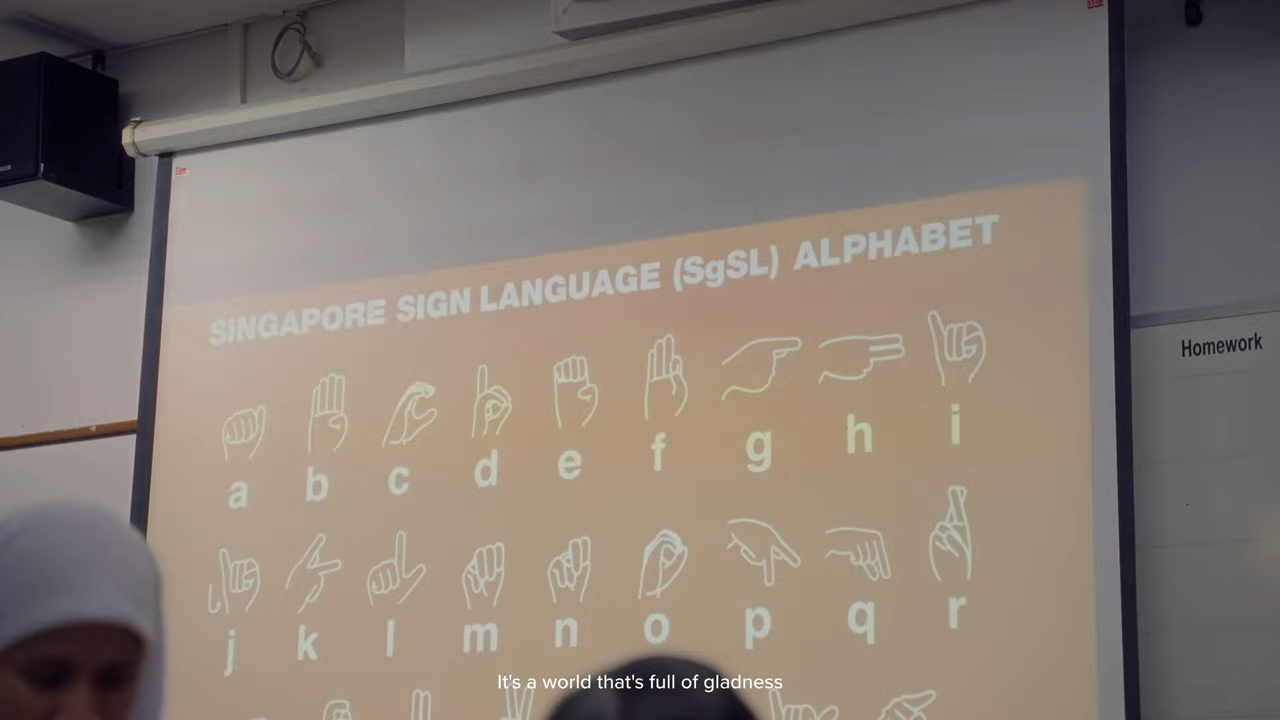 SINGAPORE SIGN LANGUAGE (SgSL) ALPHABET
Homework
a b c d e f g h i
j k l m n o p q r
It's a world that's full of gladness